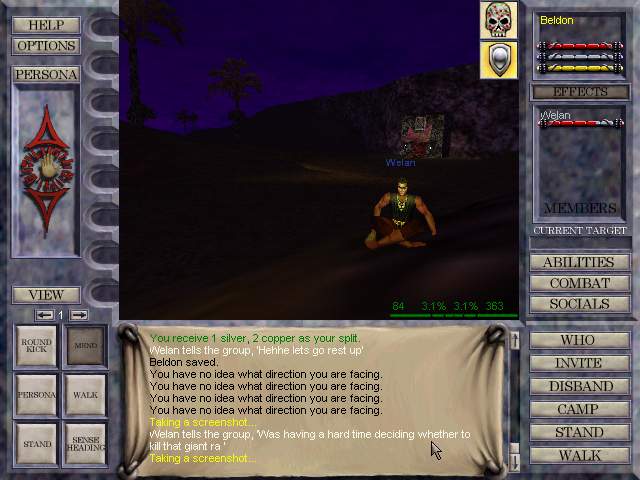 HELP
OPTIONS
PERSONA
VIEW
1
ROUND KICK
MEND
PERSONA
WALK
STAND
SENSE HEADING
Welan
84 3.1% 3.1% 363
You receive 1 silver, 2 copper as your split.
Welan tells the group, 'Hehhe lets go rest up'
Beldon saved.
You have no idea what direction you are facing.
You have no idea what direction you are facing.
You have no idea what direction you are facing.
You have no idea what direction you are facing.
Taking a screenshot...
Welan tells the group, 'Was having a hard time deciding whether to
kill that giant ra '
Taking a screenshot...
Beldon
EFFECTS
Welan
MEMBERS
CURRENT TARGET
ABILITIES
COMBAT
SOCIALS
WHO
INVITE
DISBAND
CAMP
STAND
WALK